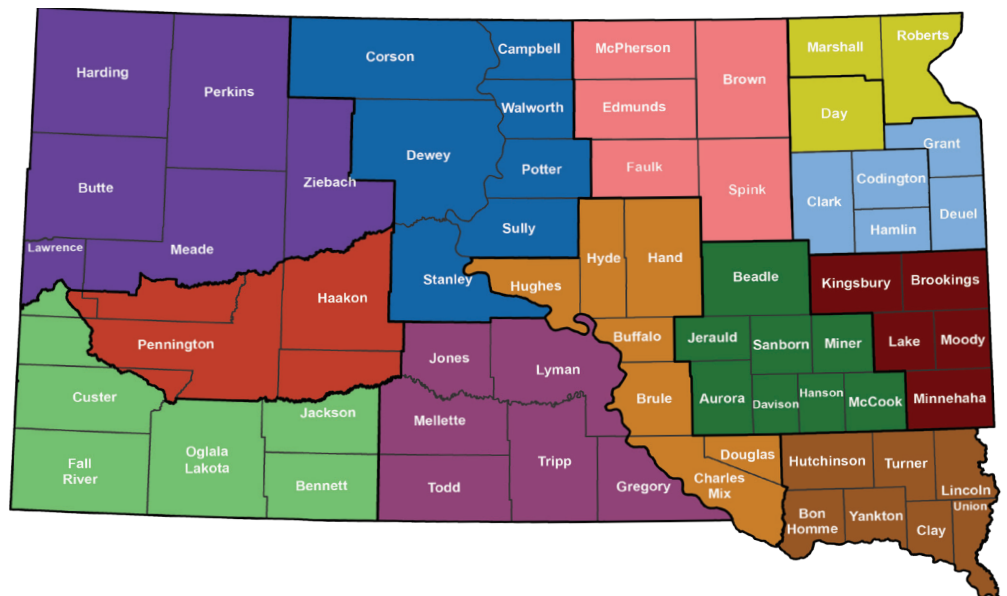 Harding
Perkins
Corson
Campbell
McPherson
Brown
Marshall
Roberts
Walworth
Edmunds
Day
Butte
Ziebach
Dewey
Potter
Faulk
Spink
Clark
Codington
Grant
Lawrence
Meade
Sully
Hamlin
Deuel
Stanley
Hughes
Hyde
Hand
Beadle
Kingsbury
Brookings
Haakon
Pennington
Jones
Lyman
Buffalo
Jerauld
Sanborn
Miner
Lake
Moody
Custer
Jackson
Mellette
Brule
Aurora
Davison
Hanson
McCook
Minnehaha
Fall
River
Oglala
Lakota
Bennett
Todd
Tripp
Gregory
Charles
Mix
Douglas
Hutchinson
Turner
Lincoln
Bon
Homme
Yankton
Clay
Union